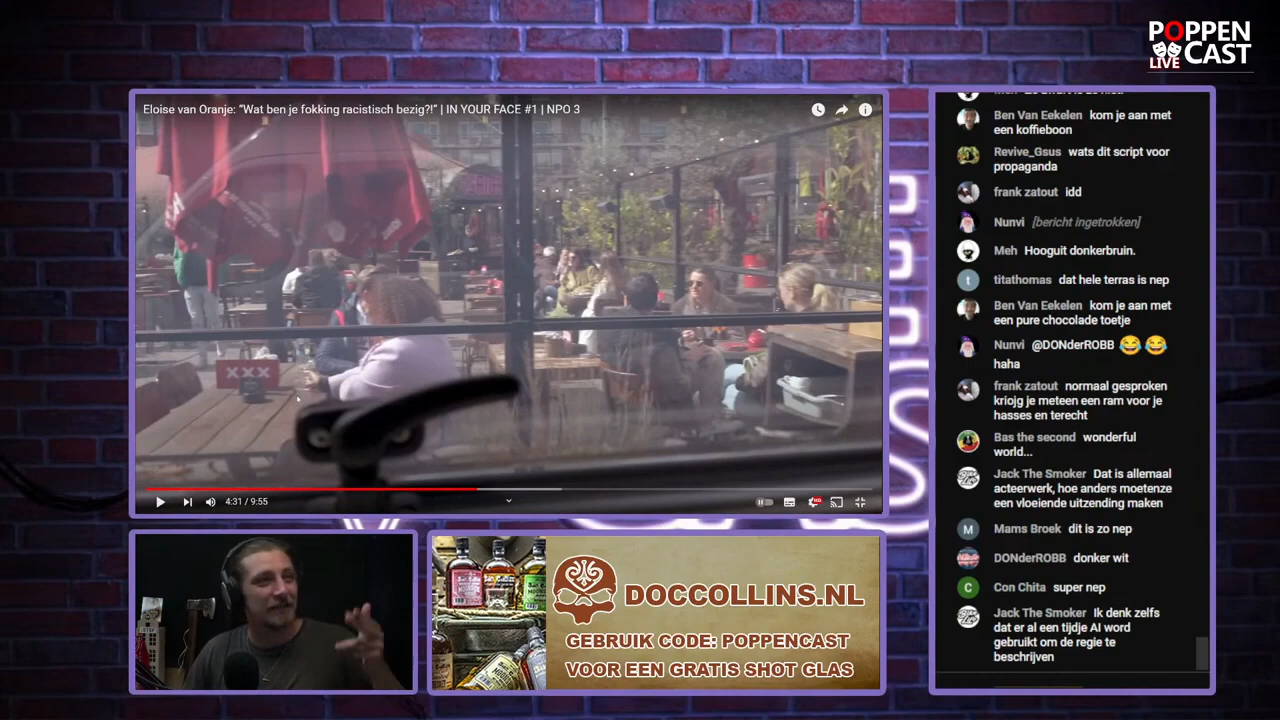 POPPEN
LIVE CAST
Eloise van Oranje: “Wat ben je fokking racistisch bezig?!” | IN YOUR FACE #1 | NPO 3
XXX
4:31 / 9:55
HD
DOCCOLLINS.NL
GEBRUIK CODE: POPPENCAST
VOOR EEN GRATIS SHOT GLAS
Ben Van Eekelen kom je aan met
een koffieboon
Revive_Gsus wats dit script voor
propaganda
frank zatout idd
Nunvi [bericht ingetrokken]
Meh Hooguit donkerbruin.
t titathomas dat hele terras is nep
Ben Van Eekelen kom je aan met
een pure chocolade toetje
Nunvi @DONderROBB 😂 😂
haha
frank zatout normaal gesproken
kriojg je meteen een ram voor je
hasses en terecht
Bas the second wonderful
world...
Jack The Smoker Dat is allemaal
acteerwerk, hoe anders moetenze
een vloeiende uitzending maken
M Mams Broek dit is zo nep
DONderROBB donker wit
C Con Chita super nep
Jack The Smoker Ik denk zelfs
dat er al een tijdje AI word
gebruikt om de regie te
beschrijven